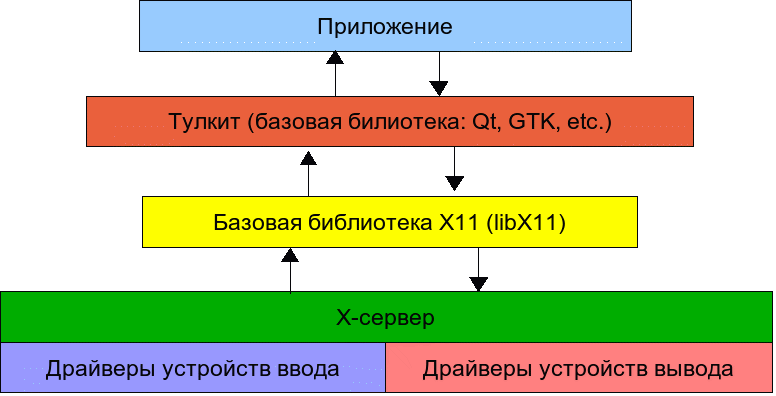 Приложение
Тулкит (базовая билиотека: Qt, GTK, etc.)
Базовая библиотека X11 (libX11)
X-сервер
Драйверы устройств ввода
Драйверы устройств вывода